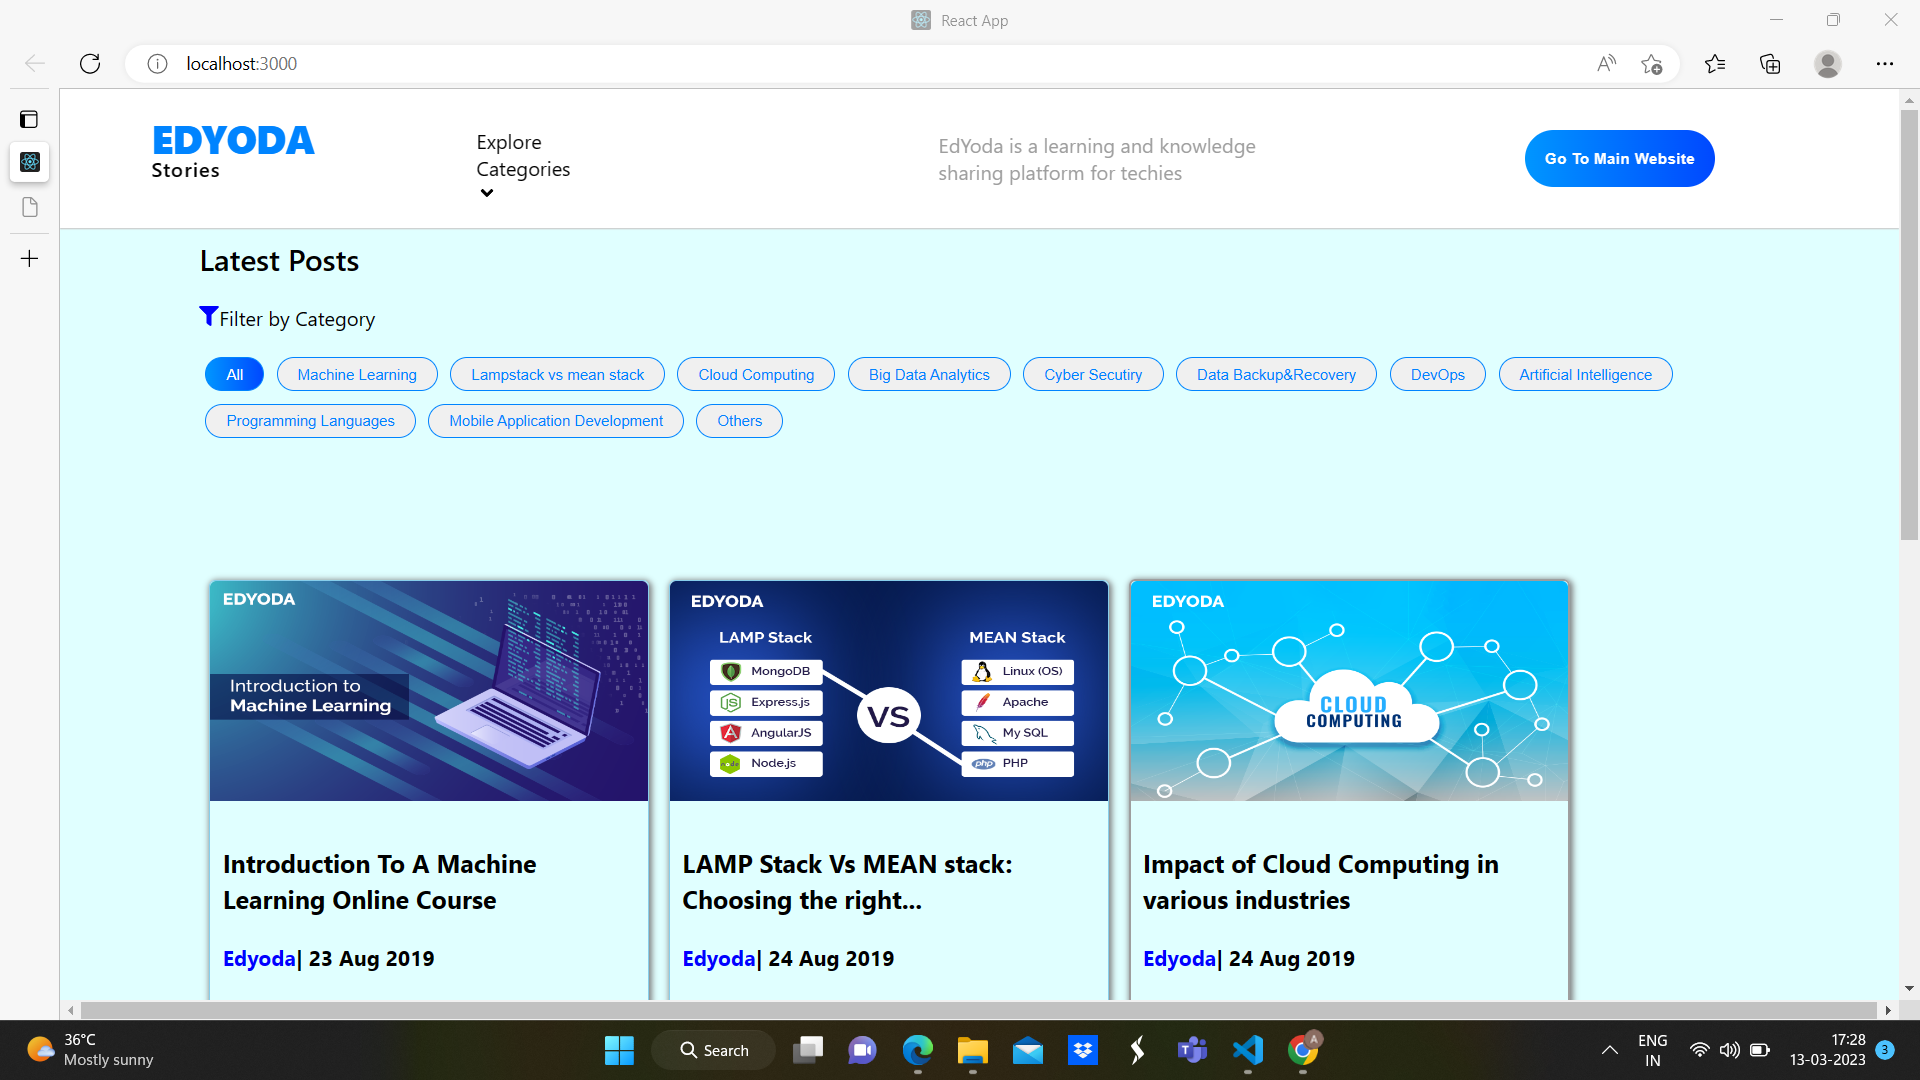 React App
localhost:3000
EDYODA
Stories
Explore
Categories
EdYoda is a learning and knowledge
sharing platform for techies
Go To Main Website
Latest Posts
Filter by Category
All
Machine Learning
Lampstack vs mean stack
Cloud Computing
Big Data Analytics
Cyber Secutiry
Data Backup&Recovery
DevOps
Artificial Intelligence
Programming Languages
Mobile Application Development
Others
EDYODA
Introduction to
Machine Learning
EDYODA
LAMP Stack
MEAN Stack
MongoDB
Express.js
AngularJS
Node.js
VS
Linux (OS)
Apache
My SQL
PHP
EDYODA
CLOUD
COMPUTING
Introduction To A Machine
Learning Online Course
Edyoda| 23 Aug 2019
LAMP Stack Vs MEAN stack:
Choosing the right...
Edyoda| 24 Aug 2019
Impact of Cloud Computing in
various industries
Edyoda| 24 Aug 2019
36°C
Mostly sunny
Search
A
ENG
IN
17:28
13-03-2023
3